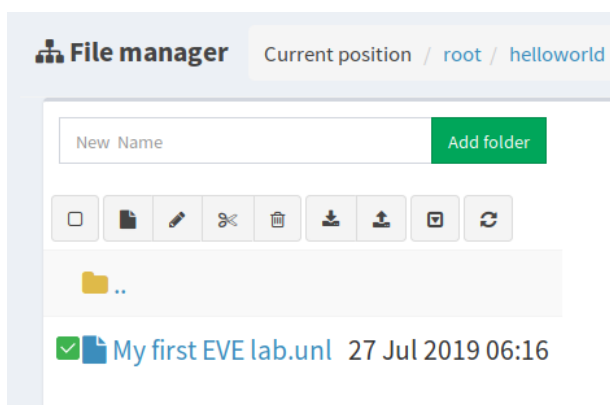 File manager Current position / root / helloworld
New Name Add folder
..
My first EVE lab.unl 27 Jul 2019 06:16